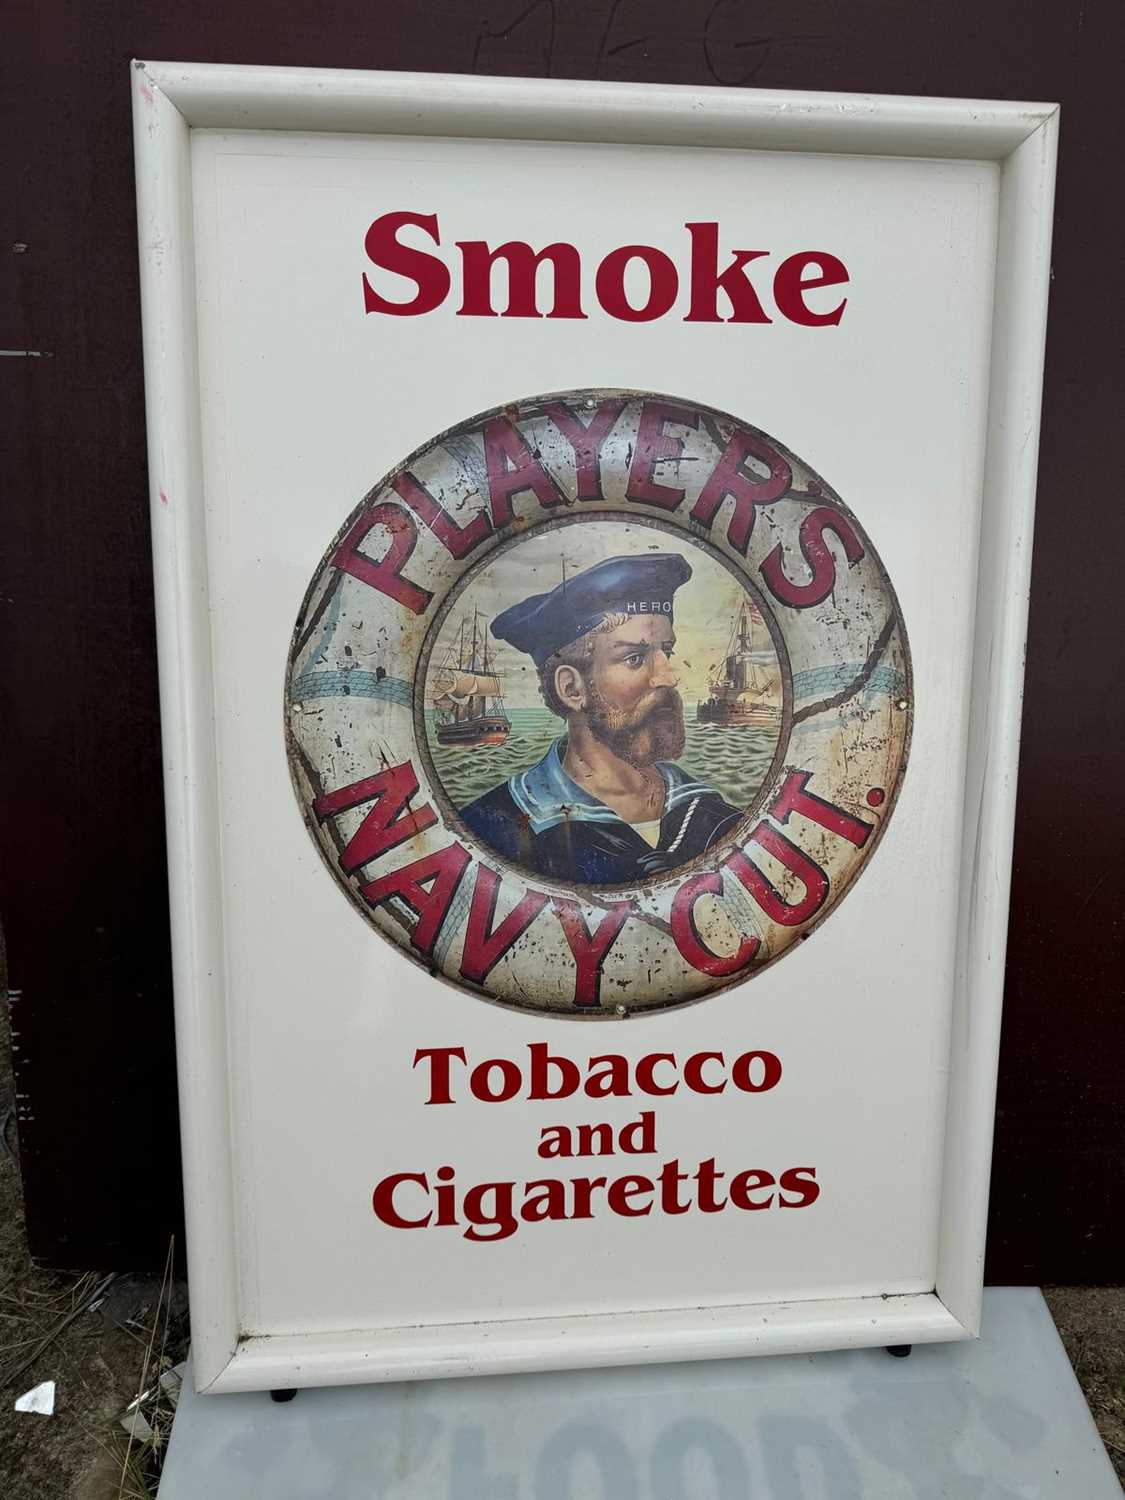 Smoke
PLAYER'S
HERO
NAVY CUT.
Tobacco
and
Cigarettes